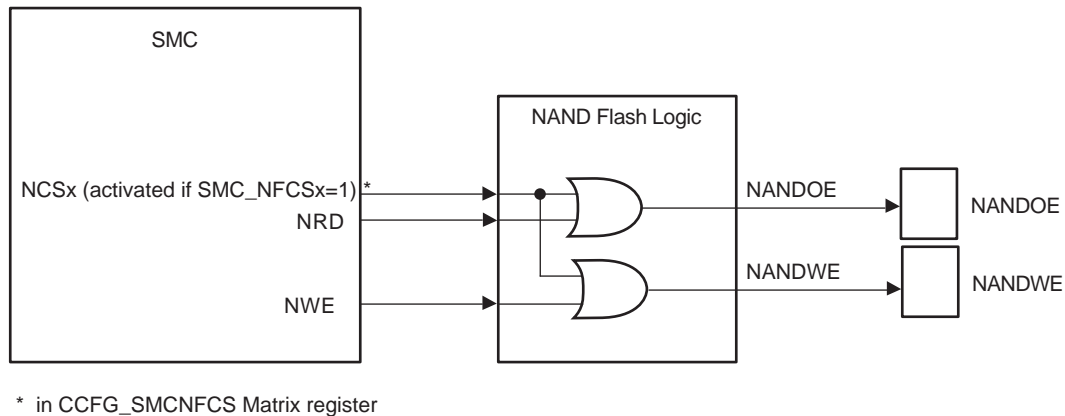 SMC
NAND Flash Logic
NCSx (activated if SMC_NFCSx=1) *
NRD
NWE
NANDOE
NANDOE
NANDWE
NANDWE
* in CCFG_SMCNFCS Matrix register